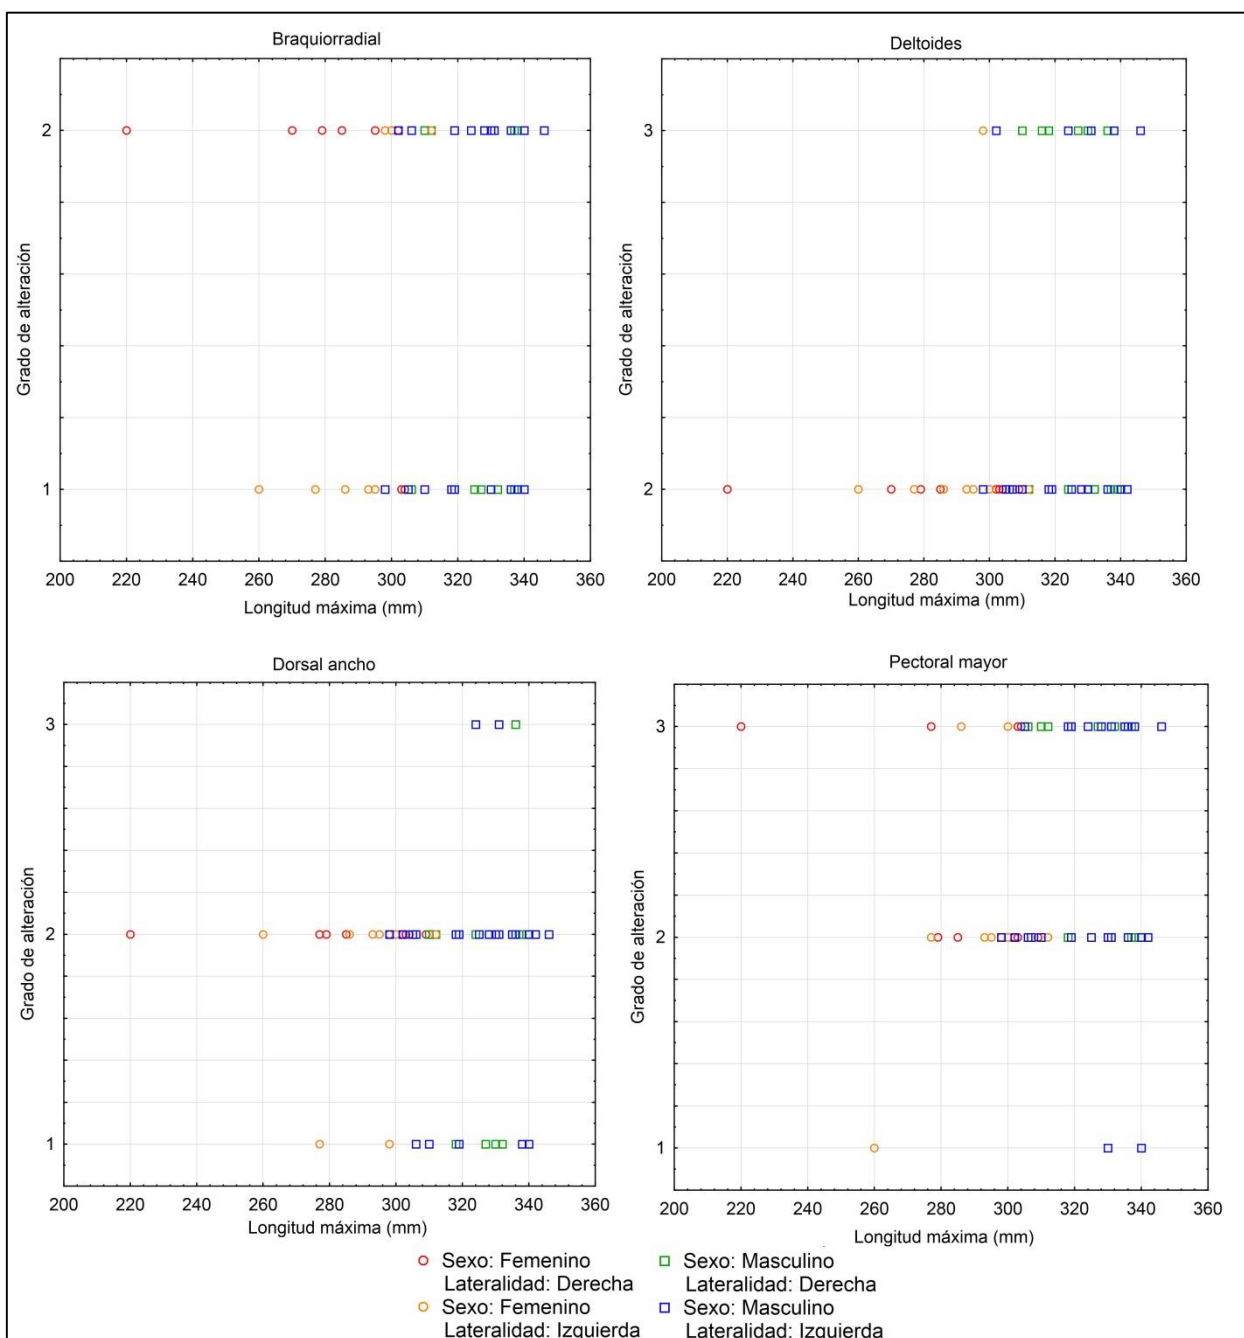 Braquiorradial
Deltoides
2
1
Grado de alteración
200 220 240 260 280 300 320 340 360
Longitud máxima (mm)
3
2
Grado de alteración
200 220 240 260 280 300 320 340 360
Longitud máxima (mm)
Dorsal ancho
Pectoral mayor
3
2
1
Grado de alteración
200 220 240 260 280 300 320 340 360
Longitud máxima (mm)
3
2
1
Grado de alteración
200 220 240 260 280 300 320 340 360
Longitud máxima (mm)
Sexo: Femenino
Lateralidad: Derecha
Sexo: Femenino
Lateralidad: Izquierda
Sexo: Masculino
Lateralidad: Derecha
Sexo: Masculino
Lateralidad: Izquierda